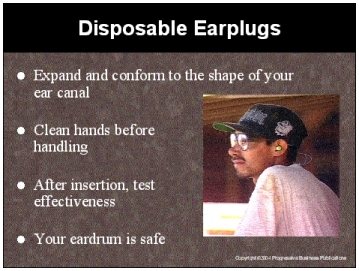 Disposable Earplugs
Expand and conform to the shape of your
ear canal
Clean hands before
handling
After insertion, test
effectiveness
Your eardrum is safe
Copyright©2004 Progressive Business Publications